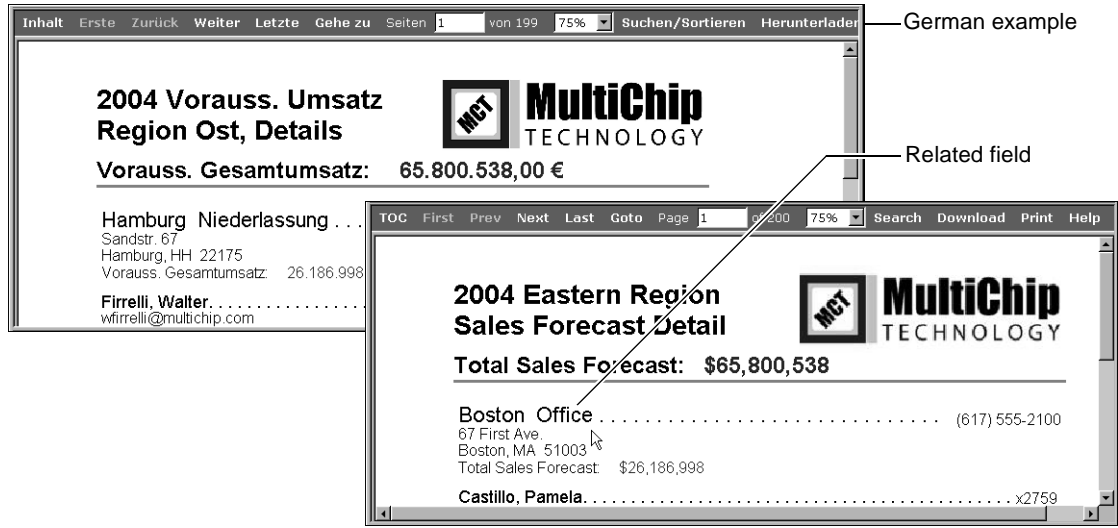 Inhalt Erste Zurück Weiter Letzte Gehe zu Seiten 1 von 199 75% Suchen/Sortieren Herunterladen
German example
2004 Vorauss. Umsatz
Region Ost, Details
MCT
MultiChip
TECHNOLOGY
Vorauss. Gesamtumsatz: 65.800.538,00 €
Related field
Hamburg Niederlassung . . .
Sandstr. 67
Hamburg, HH 22175
Vorauss. Gesamtumsatz: 26.186.998
Firrelli, Walter. . . . . . . . . . . . . . . . . .
wfirrelli@multichip.com
TOC First Prev Next Last Goto Page 1 of 200 75% Search Download Print Help
2004 Eastern Region
Sales Forecast Detail
MCT
MultiChip
TECHNOLOGY
Total Sales Forecast: $65,800,538
Boston Office . . . . . . . . . . . . . . . . . . . . . . . . . . . . . . . . (617) 555-2100
67 First Ave.
Boston, MA 51003
Total Sales Forecast: $26,186,998
Castillo, Pamela. . . . . . . . . . . . . . . . . . . . . . . . . . . . . . . . . . . . . . . . x2759